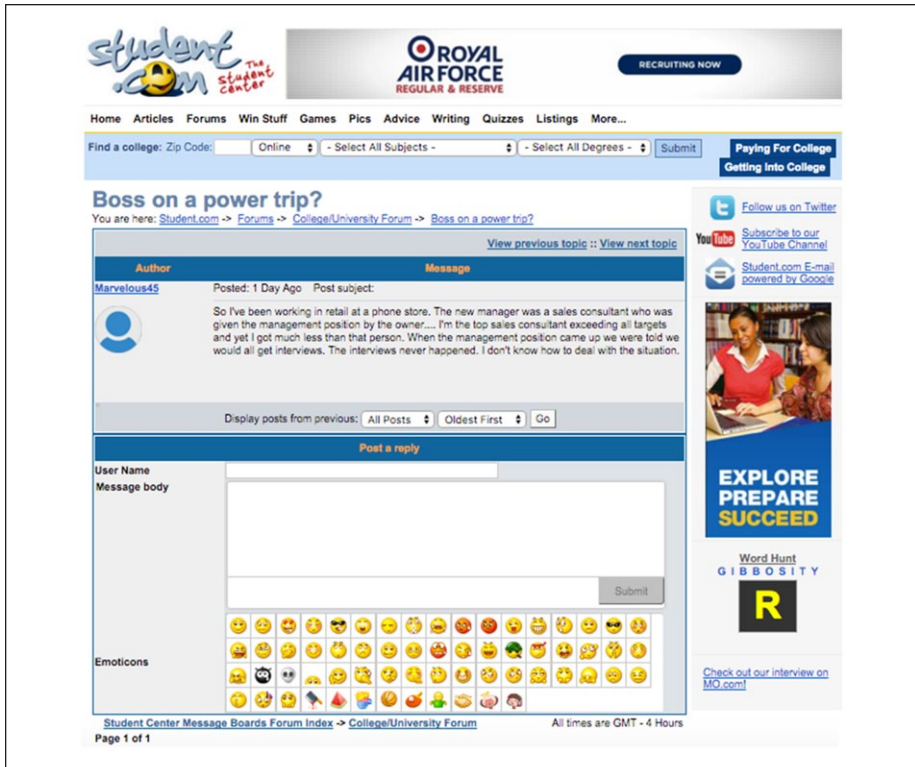 student
.com The student center
ROYAL AIR FORCE
REGULAR & RESERVE
RECRUITING NOW
Home Articles Forums Win Stuff Games Pics Advice Writing Quizzes Listings More...
Find a college: Zip Code: Online - Select All Subjects - - Select All Degrees - Submit
Paying For College
Getting Into College
Boss on a power trip?
You are here: Student.com -> Forums -> College/University Forum -> Boss on a power trip?
View previous topic :: View next topic
Author Message
Marvelous45 Posted: 1 Day Ago Post subject:
So I've been working in retail at a phone store. The new manager was a sales consultant who was
given the management position by the owner.... I'm the top sales consultant exceeding all targets
and yet I got much less than that person. When the management position came up we were told we
would all get interviews. The interviews never happened. I don't know how to deal with the situation.
Display posts from previous: All Posts Oldest First Go
Post a reply
User Name
Message body
Submit
Emoticons
Student Center Message Boards Forum Index -> College/University Forum All times are GMT - 4 Hours
Page 1 of 1
Follow us on Twitter
You Tube
Subscribe to our
YouTube Channel
Student.com E-mail
powered by Google
EXPLORE
PREPARE
SUCCEED
Word Hunt
GIBBOSITY
R
Check out our interview on
MO.com!